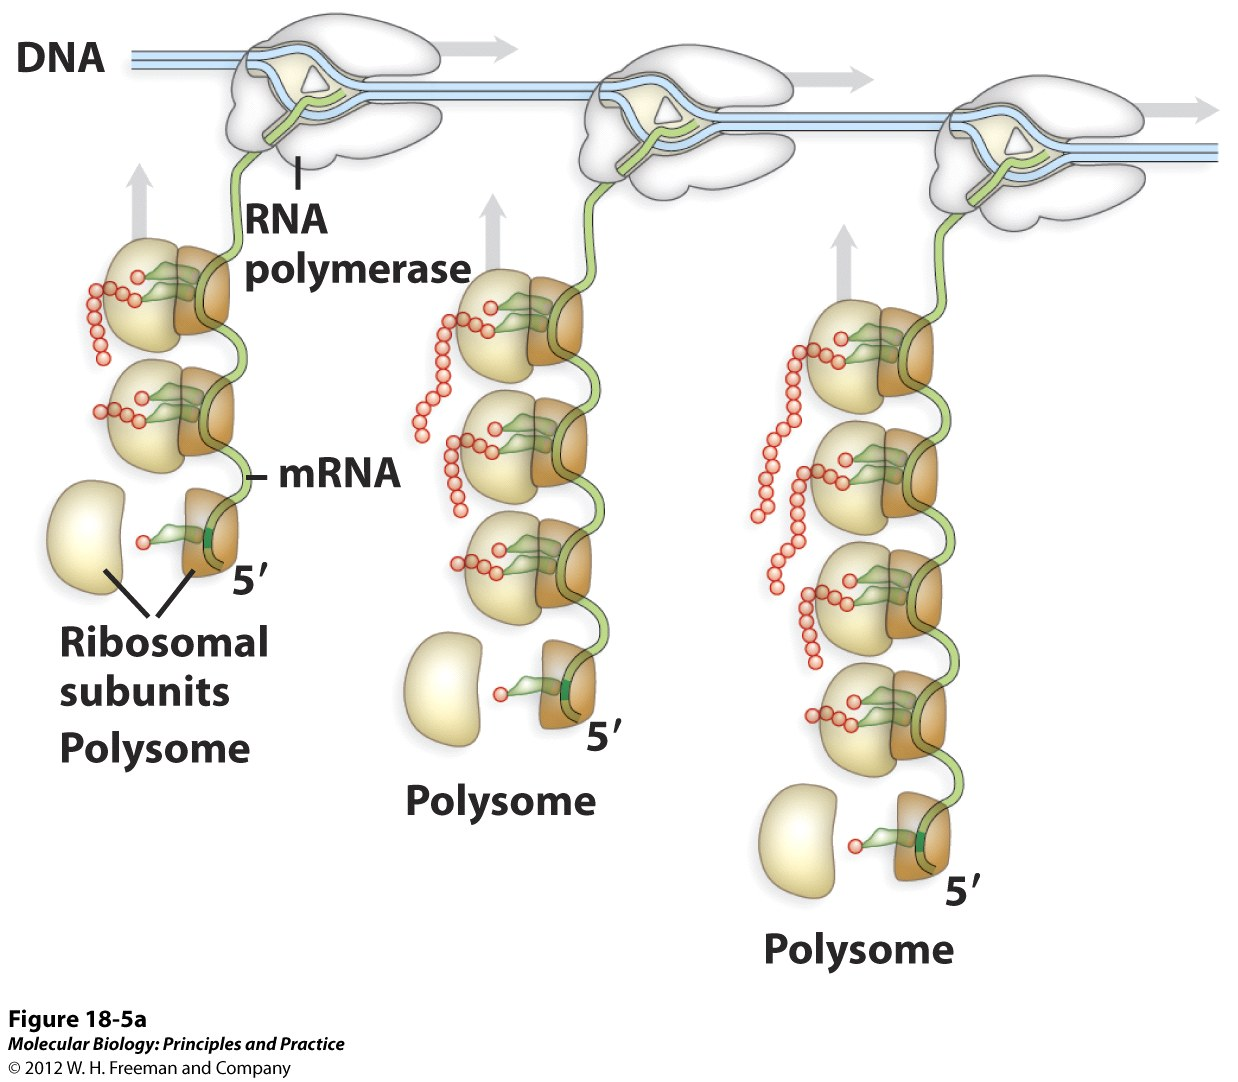 DNA
RNA
polymerase
mRNA
5′
Ribosomal
subunits
Polysome
5′
Polysome
5′
Polysome
Figure 18-5a
Molecular Biology: Principles and Practice
© 2012 W. H. Freeman and Company